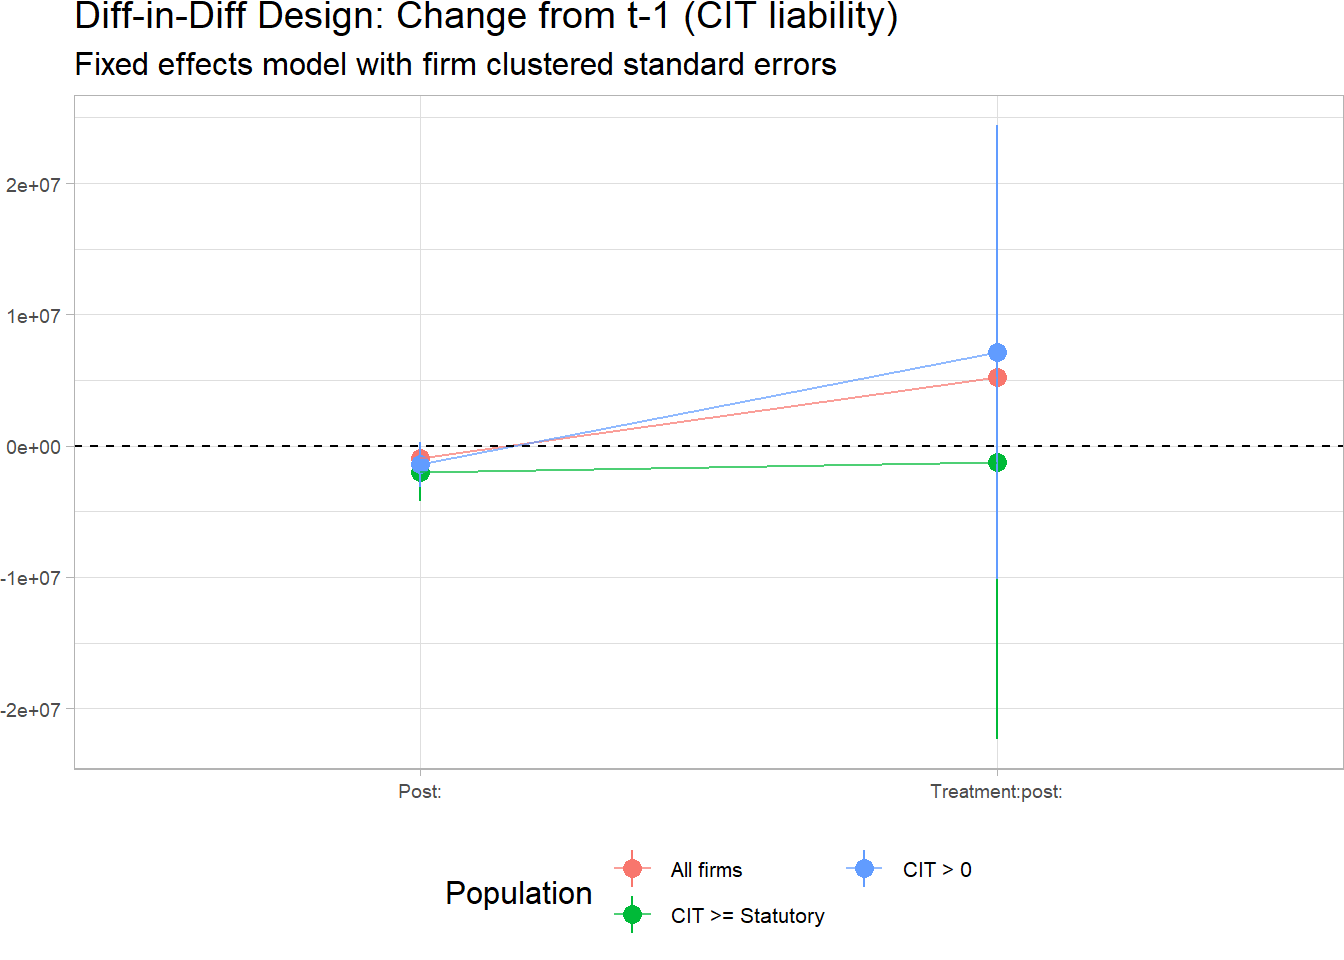 Diff-in-Diff Design: Change from t-1 (CIT liability)
Fixed effects model with firm clustered standard errors
2e+07
1e+07
0e+00
-1e+07
-2e+07
Post:
Treatment:post:
Population
All firms
CIT > 0
CIT >= Statutory